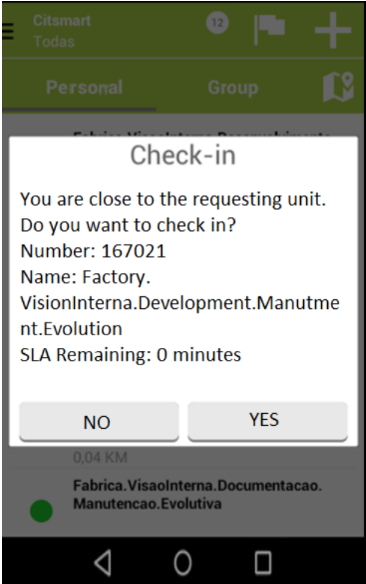 Citsmart
Todas
12
Personal
Group
Check-in
You are close to the requesting unit.
Do you want to check in?
Number: 167021
Name: Factory.
VisionInterna.Development.Manutme
nt.Evolution
SLA Remaining: 0 minutes
NO
YES
0,04 KM
Fabrica.VisaoInterna.Documentacao.
Manutencao.Evolutiva